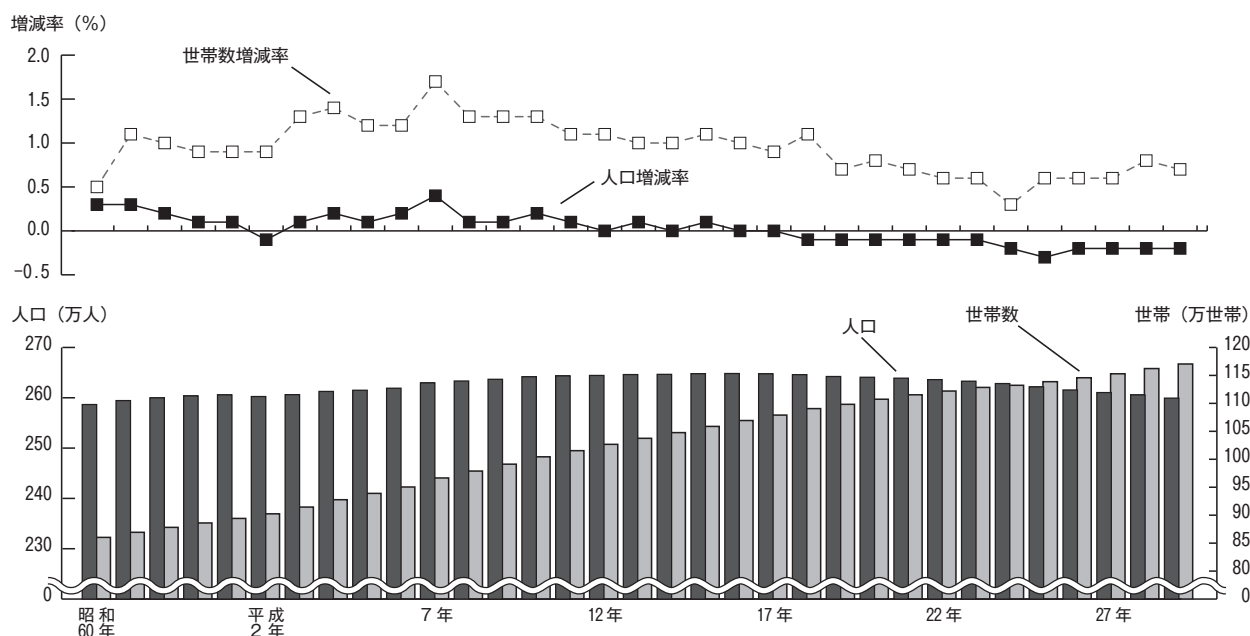 増減率（%）
2.0
世帯数増減率
1.5
1.0
人口増減率
0.5
0.0
−0.5
人口（万人）
人口
世帯数
世帯（万世帯）
270
120
115
260
110
105
250
100
95
240
90
230
85
80
0
0
昭和
60年
平成
2年
7年
12年
17年
22年
27年